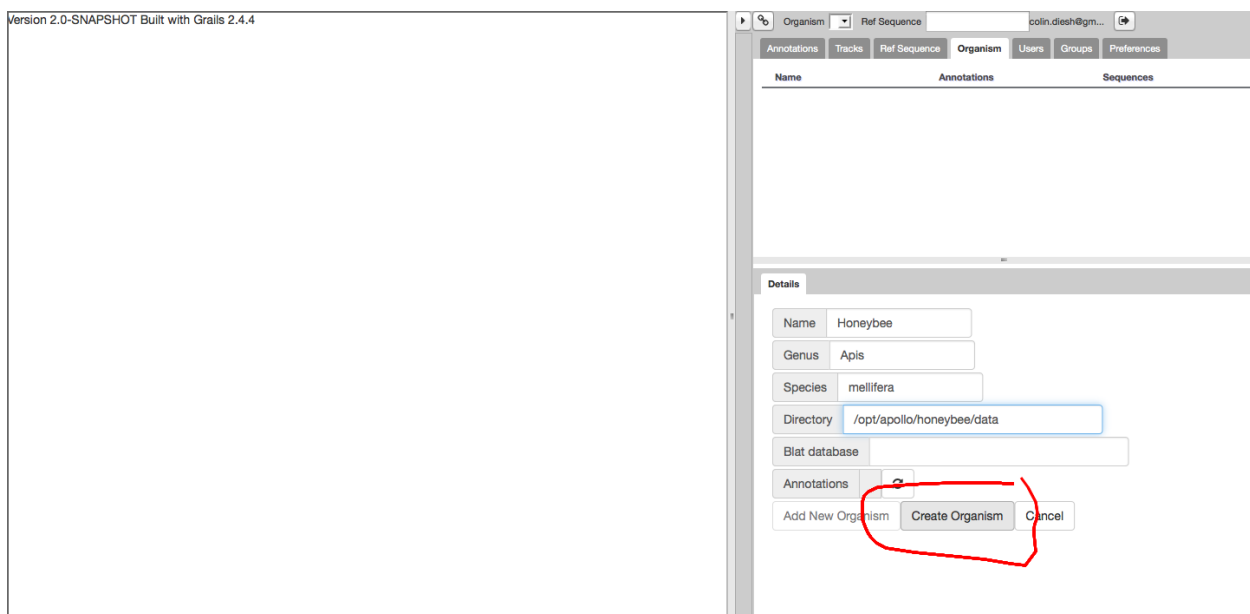 Version 2.0-SNAPSHOT Built with Grails 2.4.4
Organism Ref Sequence colin.diesh@gm...
Annotations Tracks Ref Sequence Organism Users Groups Preferences
Name Annotations Sequences
Details
Name Honeybee
Genus Apis
Species mellifera
Directory /opt/apollo/honeybee/data
Blat database
Annotations
Add New Organism Create Organism Cancel